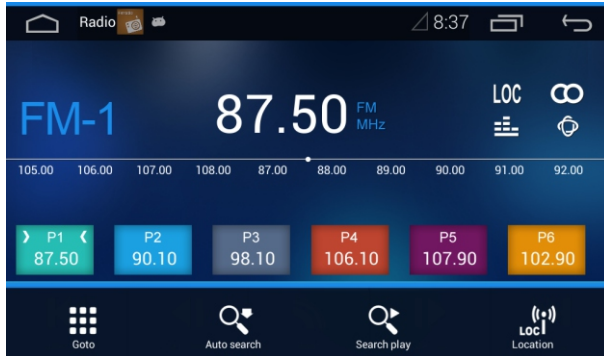 Radio 8:37
FM-1 87.50 FM MHz LOC
105.00 106.00 107.00 108.00 87.00 88.00 89.00 90.00 91.00 92.00
P1 P2 P3 P4 P5 P6
87.50 90.10 98.10 106.10 107.90 102.90
LOC
Goto Auto search Search play Location